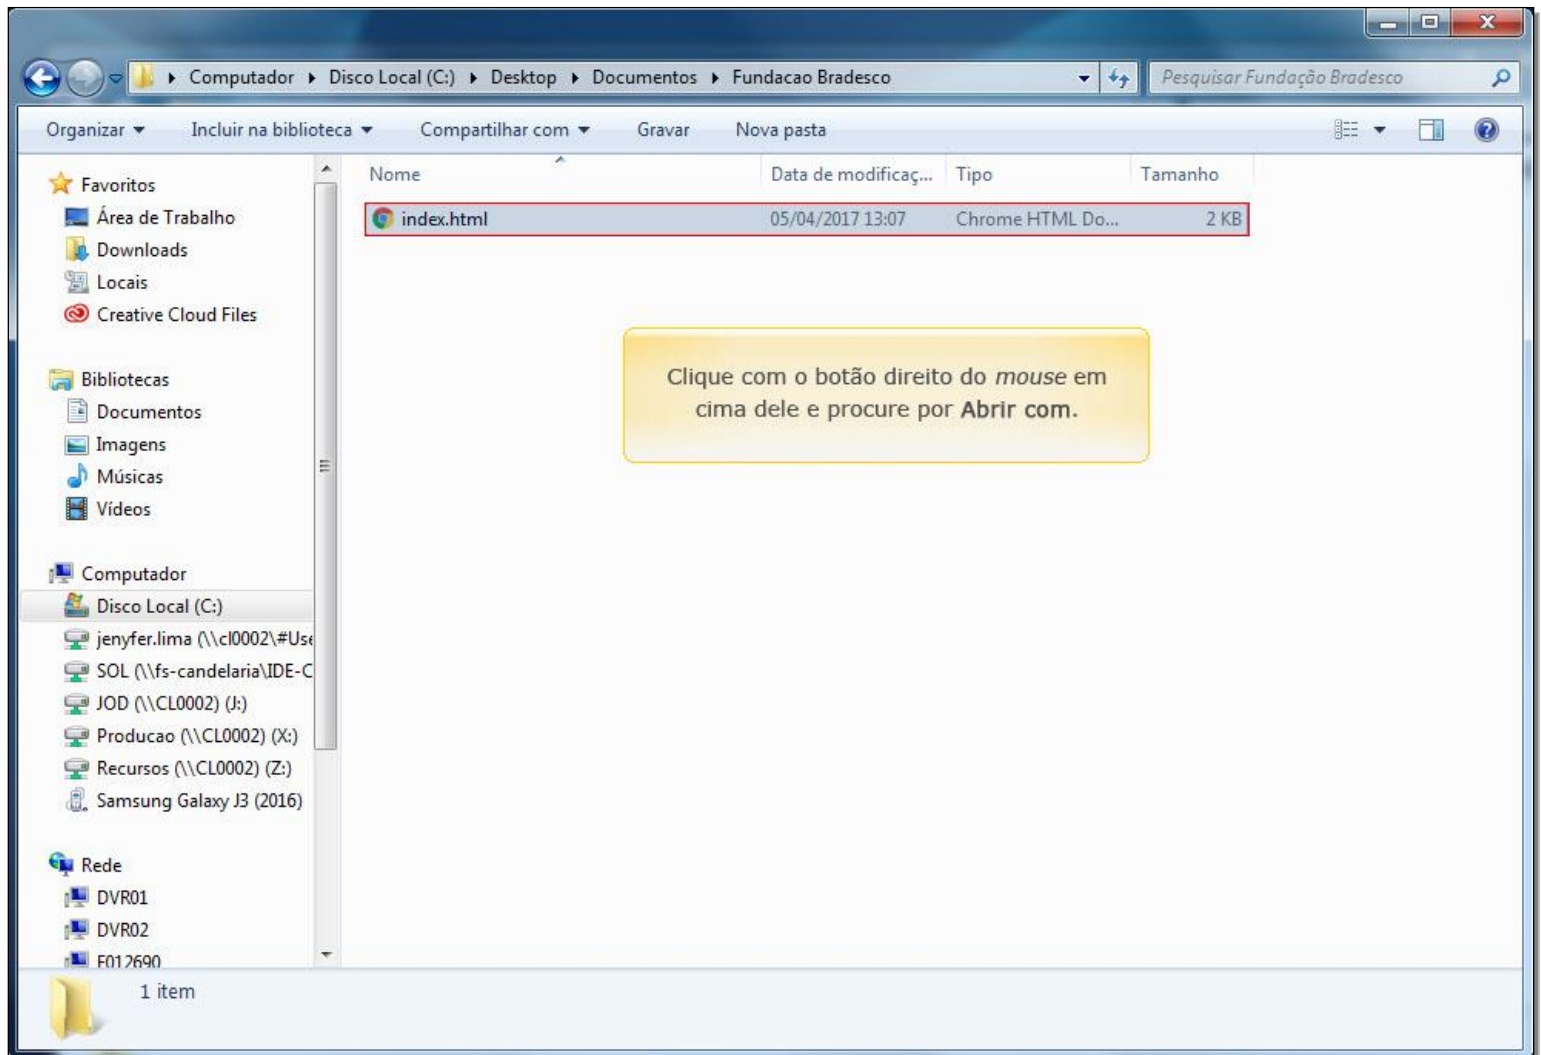 Computador ▸ Disco Local (C:) ▸ Desktop ▸ Documentos ▸ Fundacao Bradesco
Pesquisar Fundação Bradesco
Organizar Incluir na biblioteca Compartilhar com Gravar Nova pasta
Nome Data de modificaç... Tipo Tamanho
index.html 05/04/2017 13:07 Chrome HTML Do... 2 KB
Favoritos
Área de Trabalho
Downloads
Locais
Creative Cloud Files
Bibliotecas
Documentos
Imagens
Músicas
Vídeos
Computador
Disco Local (C:)
jenyfer.lima (\\cl0002\#Use
SOL (\\fs-candelaria\IDE-C
JOD (\\CL0002) (J:)
Producao (\\CL0002) (X:)
Recursos (\\CL0002) (Z:)
Samsung Galaxy J3 (2016)
Rede
DVR01
DVR02
F012690
Clique com o botão direito do mouse em
cima dele e procure por Abrir com.
1 item